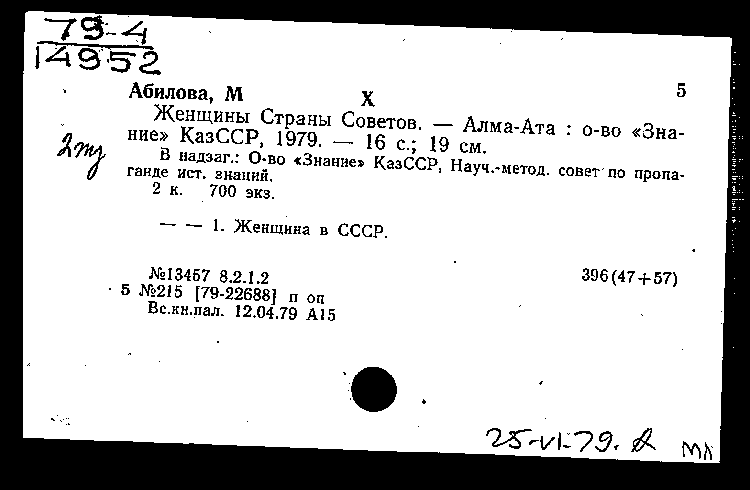 79-4
14952
5
Абилова, М Х
Женщины Страны Советов. — Алма-Ата : о-во «Зна-
ние» КазССР, 1979. — 16 с.; 19 см.
В надзаг.: О-во «Знание» КазССР, Науч.-метод. совет по пропа-
ганде ист. знаний.
2 к. 700 экз.
— — 1. Женщина в СССР.
№13457 8.2.1.2 396(47+57)
5 №215 [79-22688] п оп
Вс.кн.пал. 12.04.79 А15
25-VI-79.